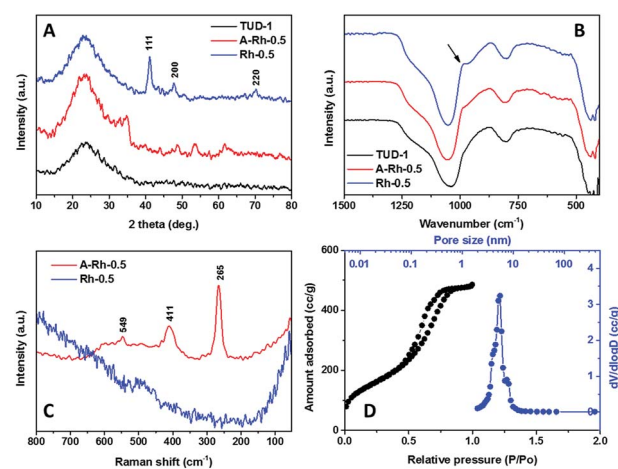 A
TUD-1
A-Rh-0.5
Rh-0.5
111
200
220
Intensity (a.u.)
10 20 30 40 50 60 70 80
2 theta (deg.)
B
TUD-1
A-Rh-0.5
Rh-0.5
Intensity (a.u.)
1500 1000 500
Wavenumber (cm-1)
A-Rh-0.5
Rh-0.5
549
411
265
C
Intensity (a.u.)
800 700 600 500 400 300 200 100
Raman shift (cm-1)
Pore size (nm)
0.01 0.1 1 10 100
600
400
200
0
Amount adsorbed (cc/g)
4
3
2
1
0
dV/dlogD (cc/g)
D
0.0 0.5 1.0 1.5 2.0
Relative pressure (P/Po)